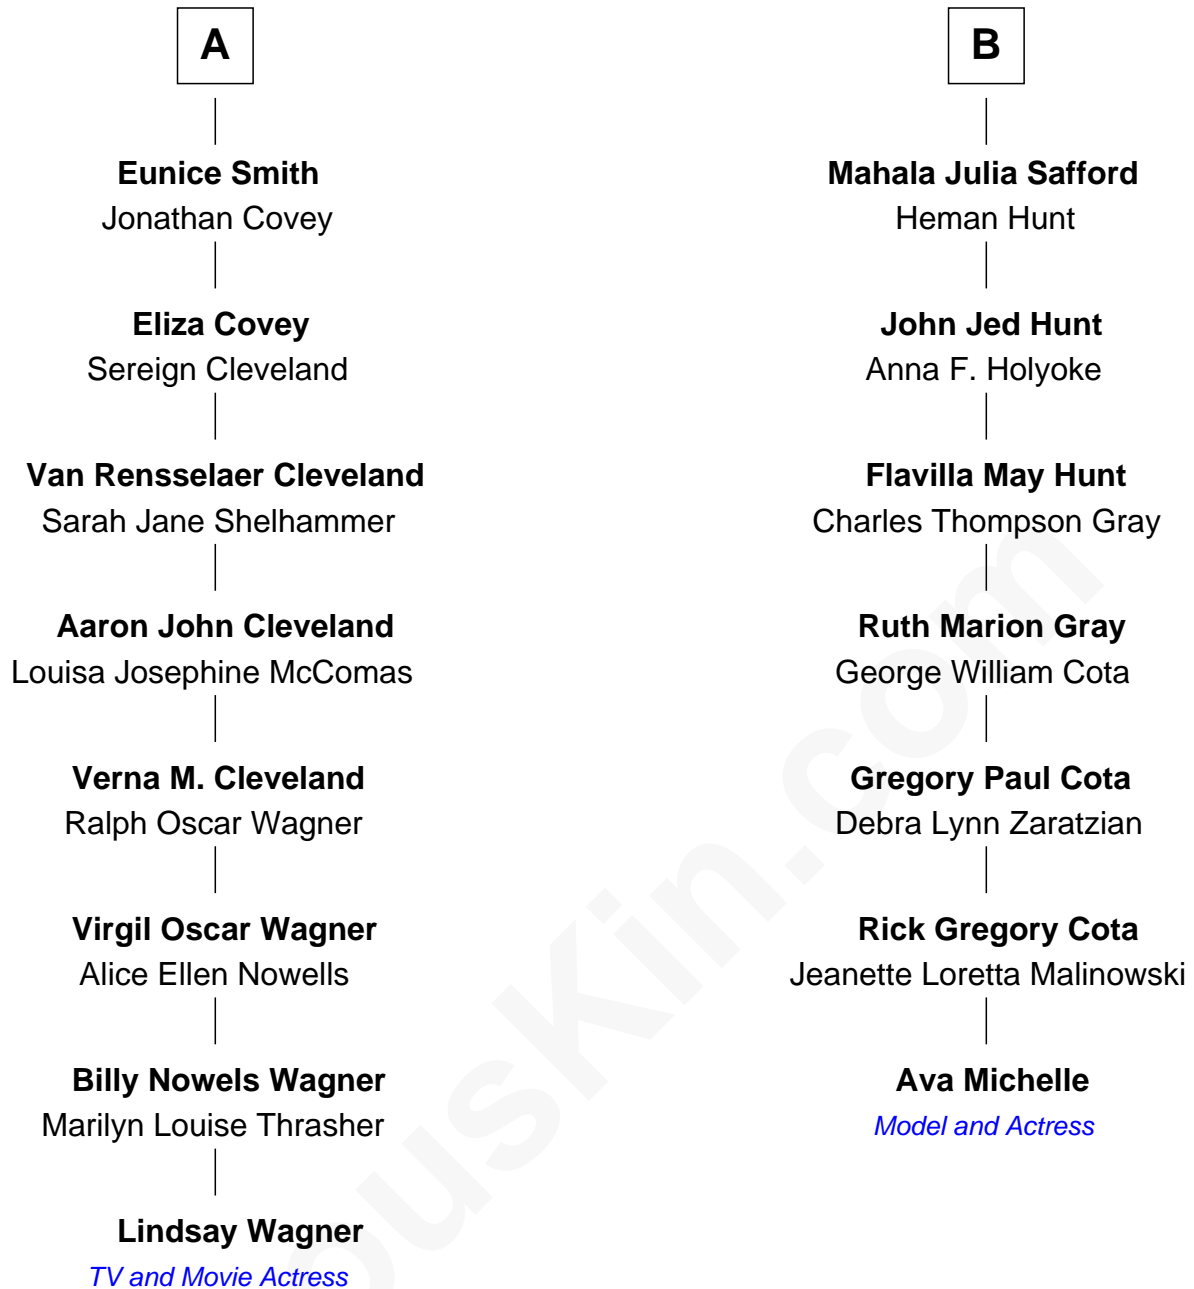 A
Eunice Smith
Jonathan Covey
Eliza Covey
Sereign Cleveland
Van Rensselaer Cleveland
Sarah Jane Shelhammer
Aaron John Cleveland
Louisa Josephine McComas
Verna M. Cleveland
Ralph Oscar Wagner
Virgil Oscar Wagner
Alice Ellen Nowells
Billy Nowels Wagner
Marilyn Louise Thrasher
Lindsay Wagner
TV and Movie Actress
B
Mahala Julia Safford
Heman Hunt
John Jed Hunt
Anna F. Holyoke
Flavilla May Hunt
Charles Thompson Gray
Ruth Marion Gray
George William Cota
Gregory Paul Cota
Debra Lynn Zaratzian
Rick Gregory Cota
Jeanette Loretta Malinowski
Ava Michelle
Model and Actress
ousKin.com